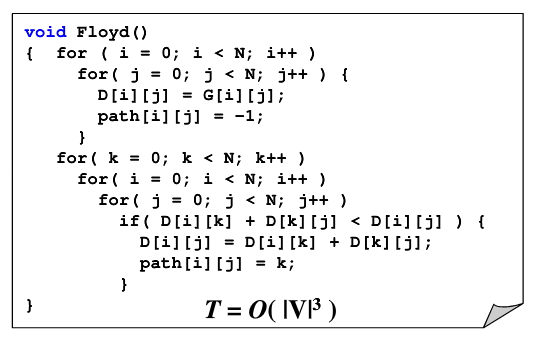 void Floyd()
{ for ( i = 0; i < N; i++ )
for( j = 0; j < N; j++ ) {
D[i][j] = G[i][j];
path[i][j] = -1;
}
for( k = 0; k < N; k++ )
for( i = 0; i < N; i++ )
for( j = 0; j < N; j++ )
if( D[i][k] + D[k][j] < D[i][j] ) {
D[i][j] = D[i][k] + D[k][j];
path[i][j] = k;
}
} T = O( |V|³ )